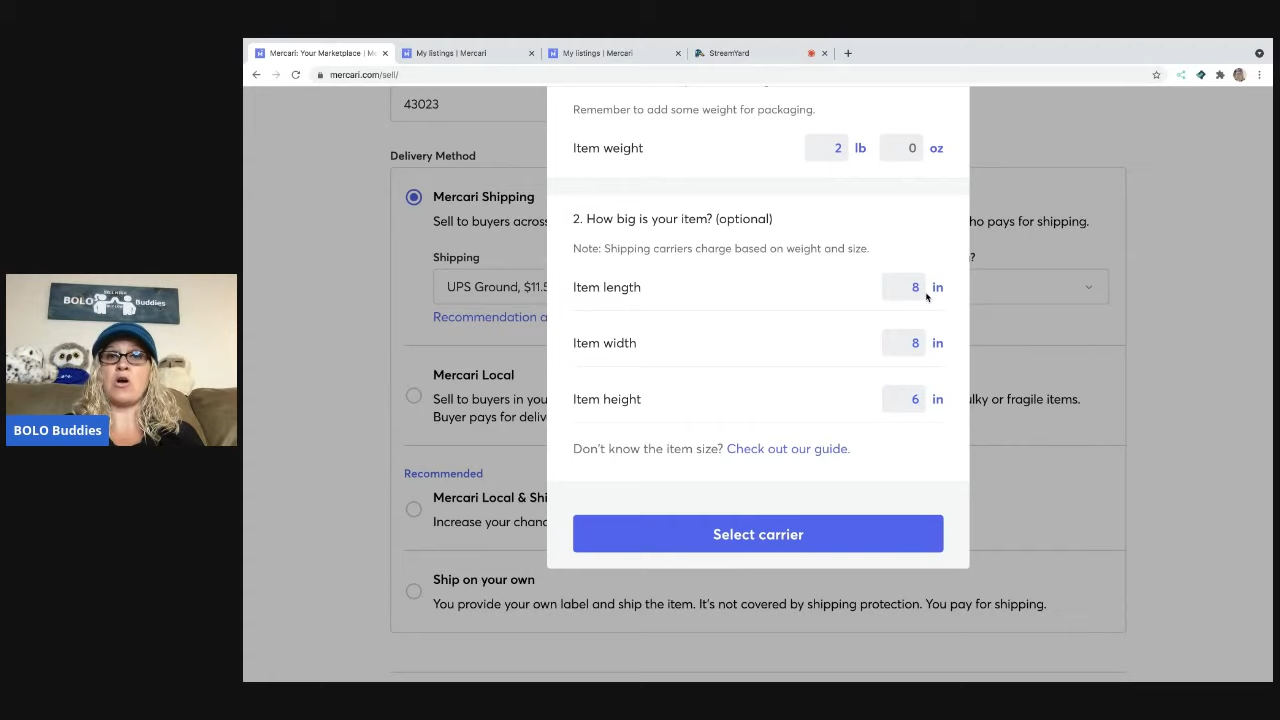 Mercari: Your Marketplace | M
My listings | Mercari
My listings | Mercari
StreamYard
mercari.com/sell/
43023
Remember to add some weight for packaging.
Item weight 2 lb 0 oz
Delivery Method
Mercari Shipping
Sell to buyers across
ho pays for shipping.
2. How big is your item? (optional)
Note: Shipping carriers charge based on weight and size.
Shipping
?
UPS Ground, $11.5
Item length 8 in
Recommendation a
Item width 8 in
Mercari Local
Sell to buyers in your
ulky or fragile items.
Buyer pays for deliv
Item height 6 in
Don't know the item size? Check out our guide.
Recommended
Mercari Local & Shi
Increase your chanc
Select carrier
Ship on your own
You provide your own label and ship the item. It's not covered by shipping protection. You pay for shipping.
BOLO Buddies
BOLO Buddies